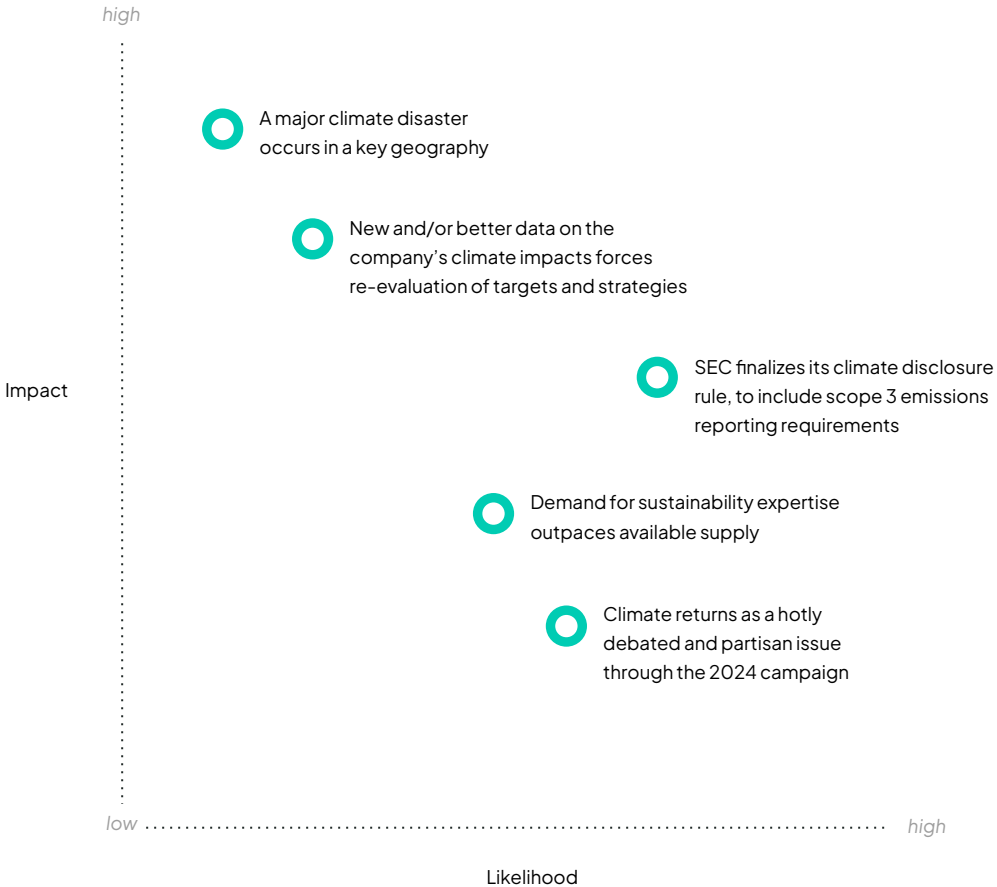 high
A major climate disaster
occurs in a key geography
New and/or better data on the
company’s climate impacts forces
re-evaluation of targets and strategies
Impact
SEC finalizes its climate disclosure
rule, to include scope 3 emissions
reporting requirements
Demand for sustainability expertise
outpaces available supply
Climate returns as a hotly
debated and partisan issue
through the 2024 campaign
low
high
Likelihood